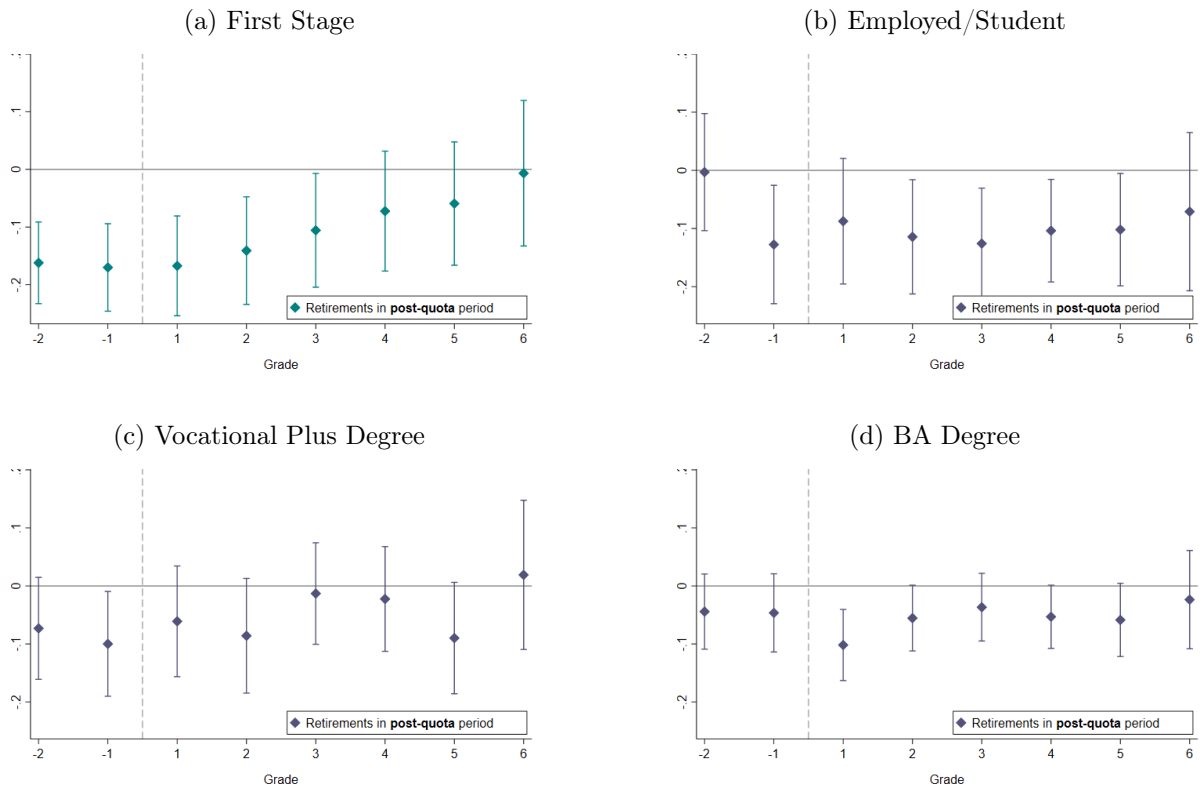 (a) First Stage
.1
0
-.1
-.2
-2 -1 1 2 3 4 5 6
Retirements in post-quota period
Grade
(b) Employed/Student
.1
0
-.1
-.2
-2 -1 1 2 3 4 5 6
Retirements in post-quota period
Grade
(c) Vocational Plus Degree
.1
0
-.1
-.2
-2 -1 1 2 3 4 5 6
Retirements in post-quota period
Grade
(d) BA Degree
.1
0
-.1
-.2
-2 -1 1 2 3 4 5 6
Retirements in post-quota period
Grade